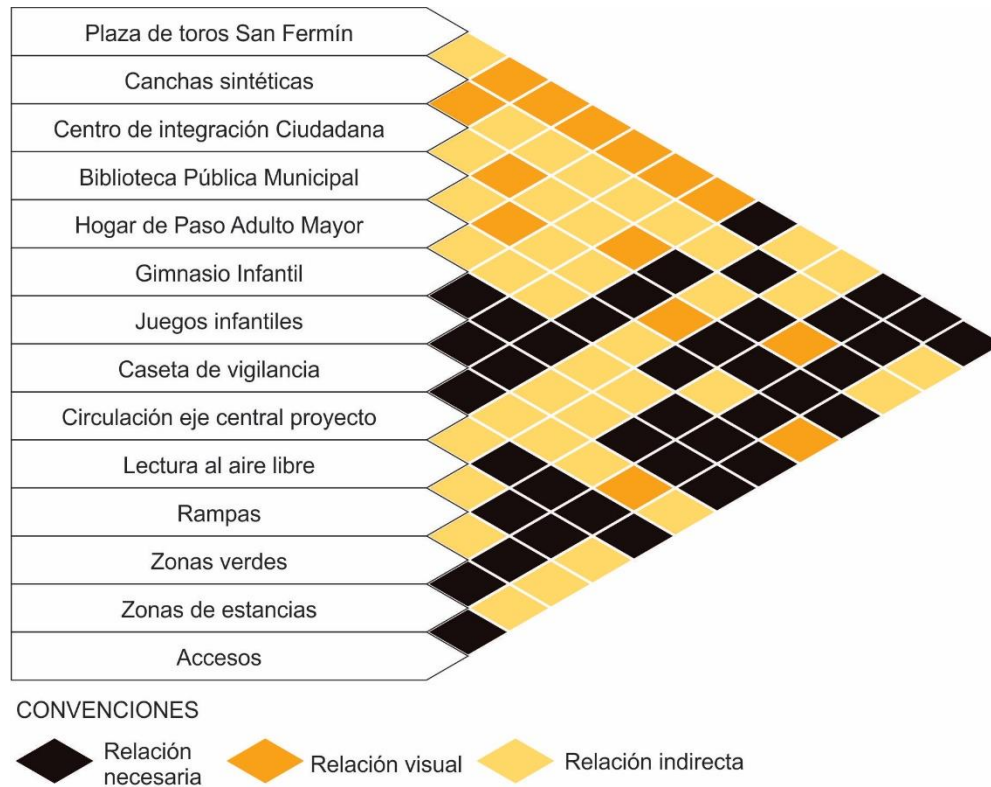 Plaza de toros San Fermín
Canchas sintéticas
Centro de integración Ciudadana
Biblioteca Pública Municipal
Hogar de Paso Adulto Mayor
Gimnasio Infantil
Juegos infantiles
Caseta de vigilancia
Circulación eje central proyecto
Lectura al aire libre
Rampas
Zonas verdes
Zonas de estancias
Accesos
CONVENCIONES
Relación
necesaria
Relación visual
Relación indirecta